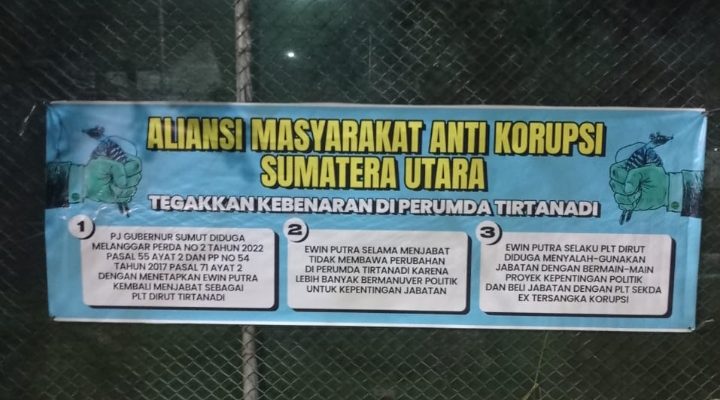 ALIANSI MASYARAKAT ANTI KORUPSI
SUMATERA UTARA
TEGAKKAN KEBENARAN DI PERUMDA TIRTANADI
1
PJ GUBERNUR SUMUT DIDUGA
MELANGGAR PERDA NO 2 TAHUN 2022
PASAL 55 AYAT 2 DAN PP NO 54
TAHUN 2017 PASAL 71 AYAT 2
DENGAN MENETAPKAN EWIN PUTRA
KEMBALI MENJABAT SEBAGAI
PLT DIRUT TIRTANADI
2
EWIN PUTRA SELAMA MENJABAT
TIDAK MEMBAWA PERUBAHAN
DI PERUMDA TIRTANADI KARENA
LEBIH BANYAK BERMANUVER POLITIK
UNTUK KEPENTINGAN JABATAN
3
EWIN PUTRA SELAKU PLT DIRUT
DIDUGA MENYALAH-GUNAKAN
JABATAN DENGAN BERMAIN-MAIN
PROYEK KEPENTINGAN POLITIK
DAN BELI JABATAN DENGAN PLT SEKDA
EX TERSANGKA KORUPSI